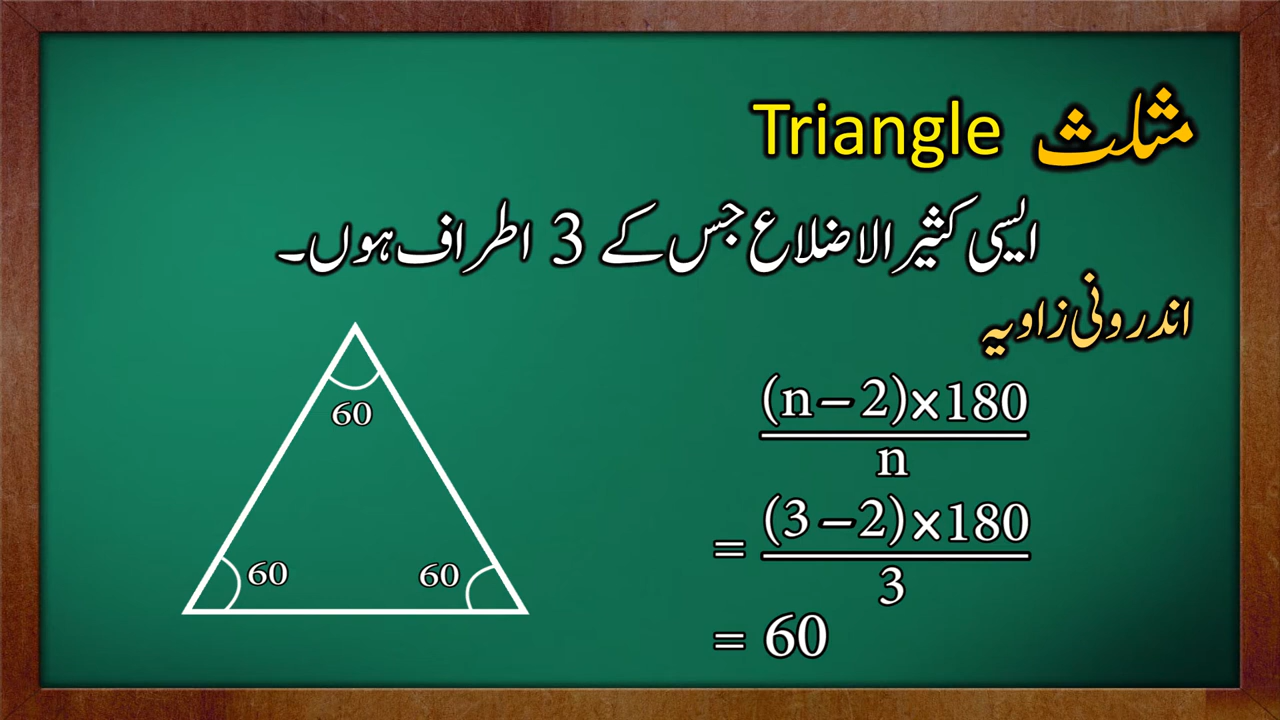 مثلث Triangle
ایسی کثیر الاضلاع جس کے 3 اطراف ہوں۔
اندرونی زاویہ
(n−2)×180
n
= (3−2)×180
3
= 60
60
60 60